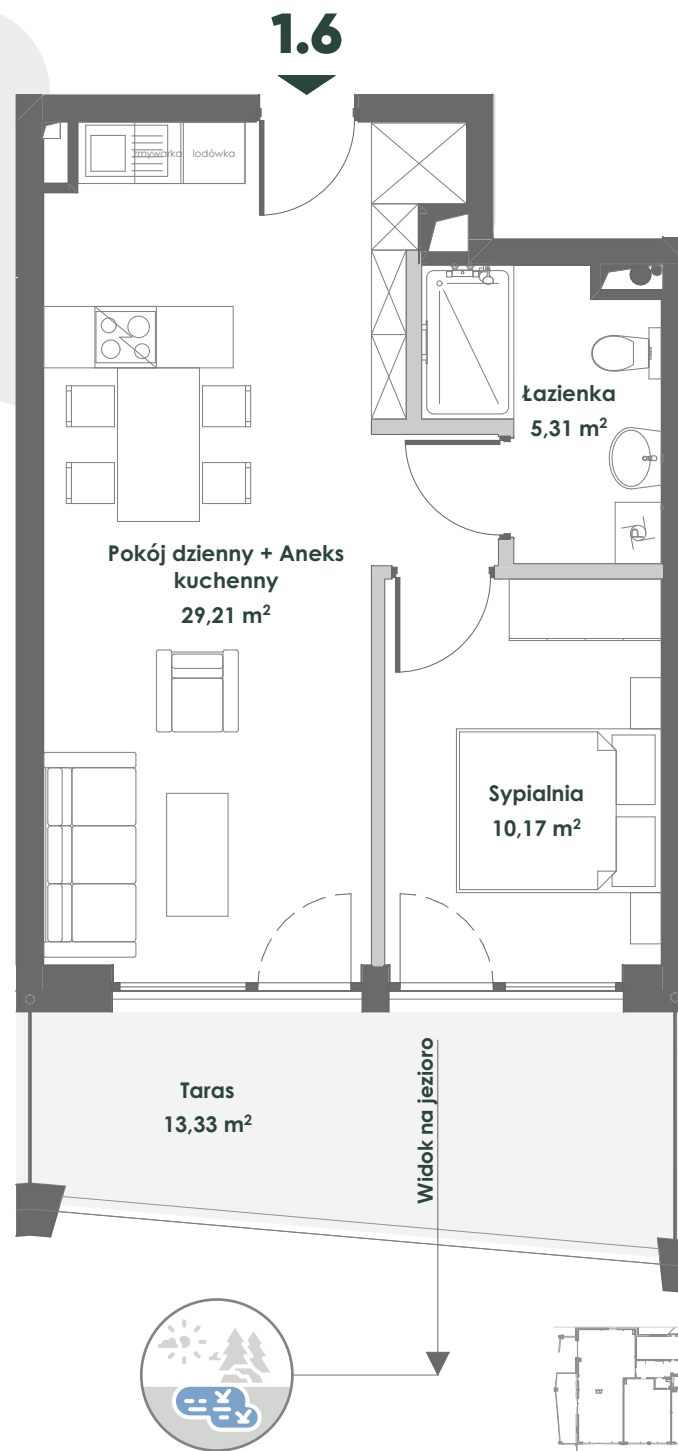 1.6
zmywarka lodówka
Łazienka
5,31 m²
Pokój dzienny + Aneks
kuchenny
29,21 m²
Sypialnia
10,17 m²
Taras
13,33 m²
Widok na jezioro